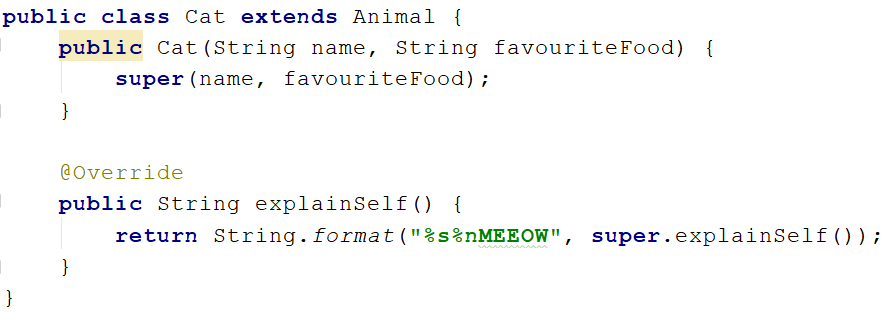 public class Cat extends Animal {
    public Cat(String name, String favouriteFood) {
        super(name, favouriteFood);
    }

    @Override
    public String explainSelf() {
        return String.format("%s%nMEEOW", super.explainSelf());
    }
}